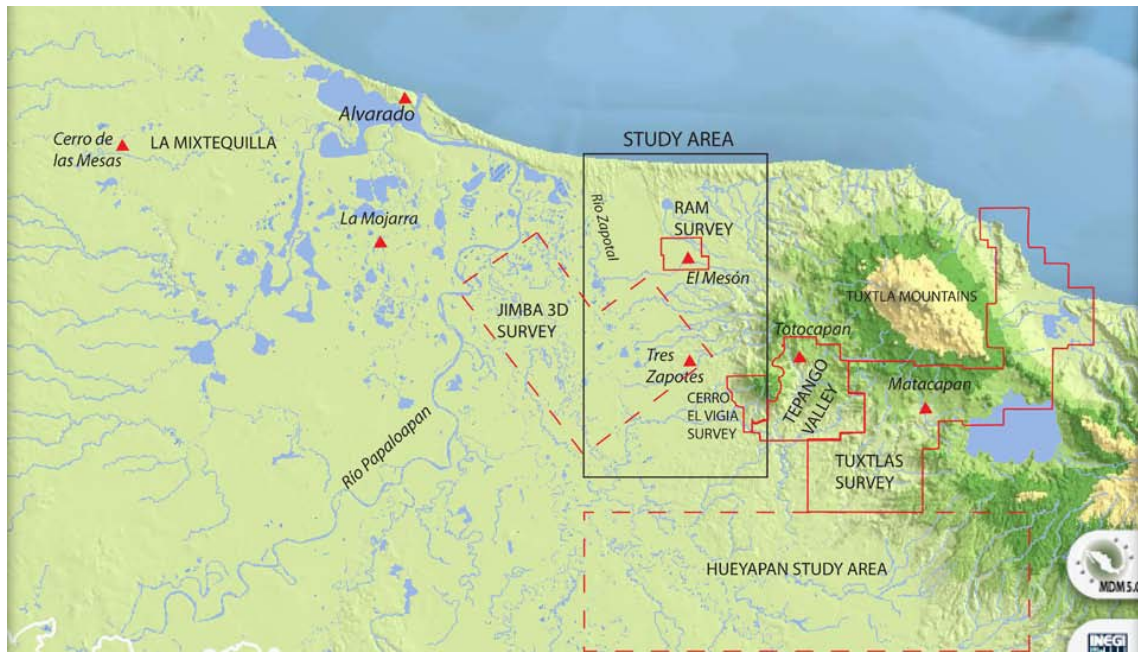 Alvarado
Cerro de
las Mesas
LA MIXTEQUILLA
STUDY AREA
La Mojarra
Río Zapotal
RAM
SURVEY
El Mesón
JIMBA 3D
SURVEY
TUXTLA MOUNTAINS
Totocapan
Tres
Zapotes
Matacapan
CERRO
EL VIGIA
SURVEY
TEPANGO
VALLEY
Río Papaloapan
TUXTLAS
SURVEY
HUEYAPAN STUDY AREA
MDM 5.0
INEGI